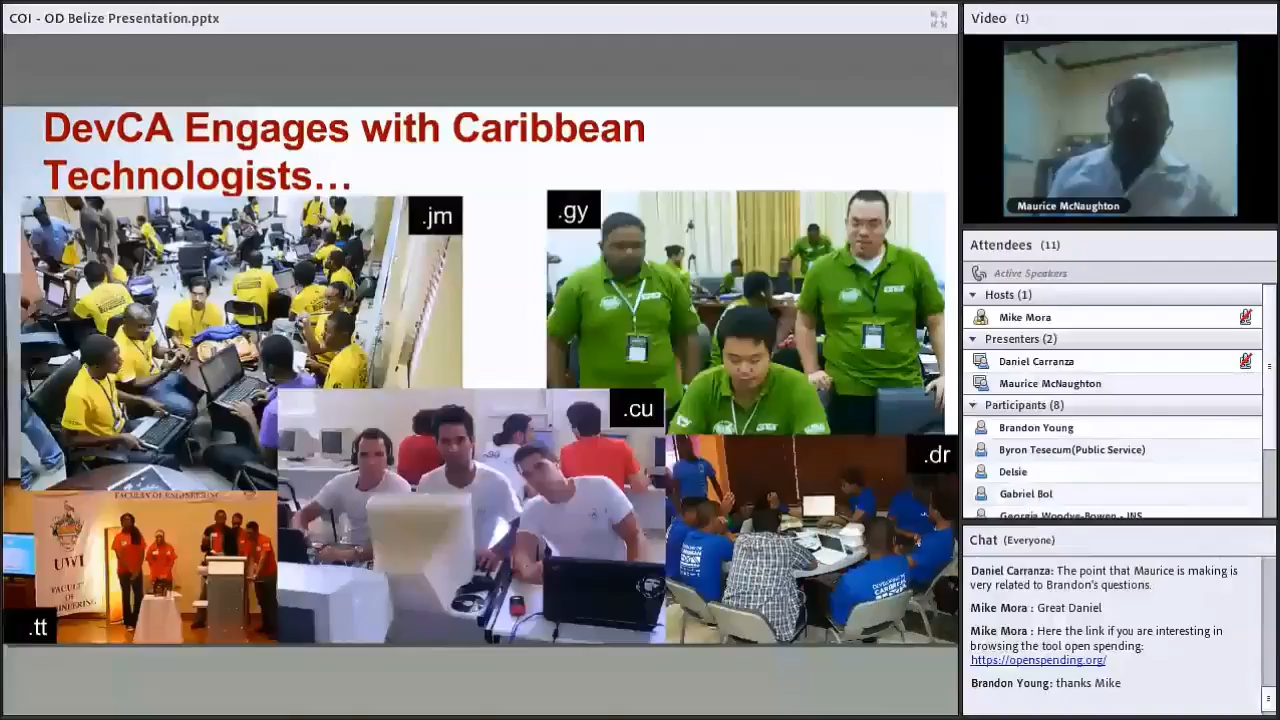 COI - OD Belize Presentation.pptx
DevCA Engages with Caribbean
Technologists…
.jm
.gy
.cu
.dr
.tt
FACULTY OF ENGINEERING
UWI
FACULTY
OF
ENGINEERING
Video (1)
Maurice McNaughton
Attendees (11)
Active Speakers
Hosts (1)
Mike Mora
Presenters (2)
Daniel Carranza
Maurice McNaughton
Participants (8)
Brandon Young
Byron Tesecum(Public Service)
Delsie
Gabriel Bol
Georgia Woodye-Bowen - INS
Chat (Everyone)
Daniel Carranza: The point that Maurice is making is
very related to Brandon's questions.
Mike Mora : Great Daniel
Mike Mora : Here the link if you are interesting in
browsing the tool open spending:
https://openspending.org/
Brandon Young: thanks Mike